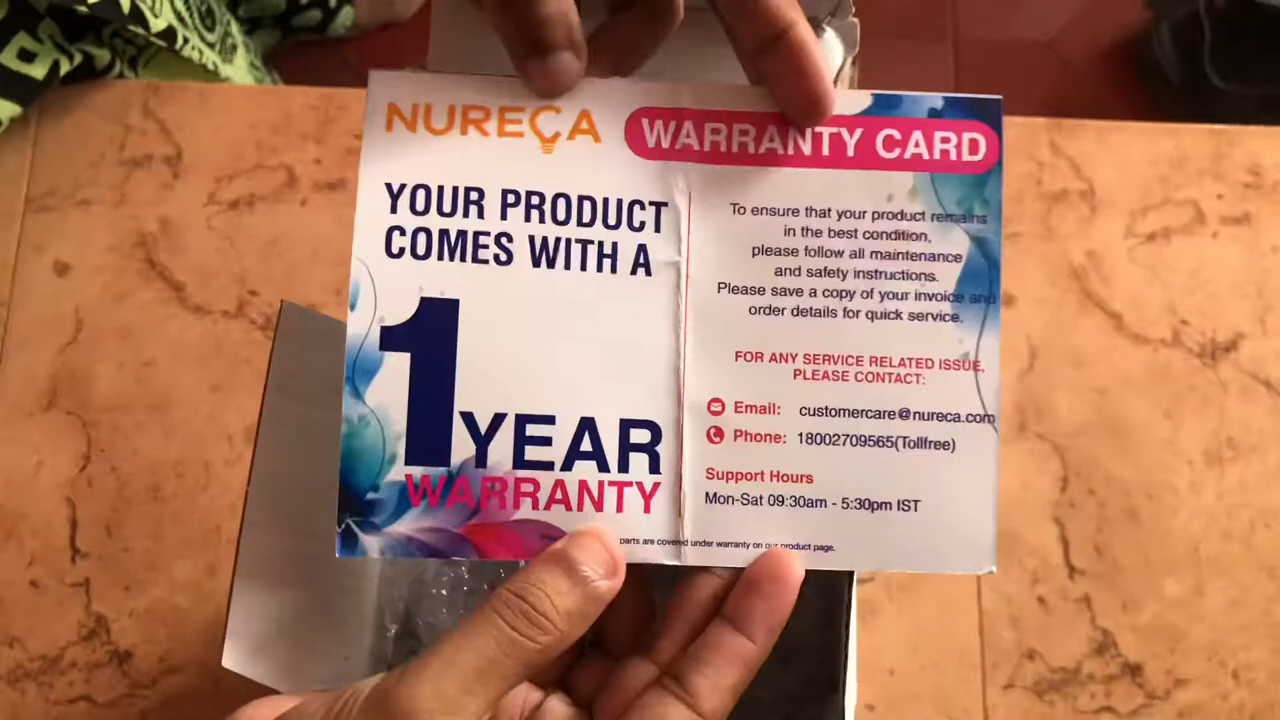 NURECA
WARRANTY CARD
YOUR PRODUCT
COMES WITH A
1 YEAR
WARRANTY
To ensure that your product remains
in the best condition,
please follow all maintenance
and safety instructions.
Please save a copy of your invoice and
order details for quick service.
FOR ANY SERVICE RELATED ISSUE,
PLEASE CONTACT:
Email: customercare@nureca.com
Phone: 18002709565(Tollfree)
Support Hours
Mon-Sat 09:30am - 5:30pm IST
parts are covered under warranty on our product page.